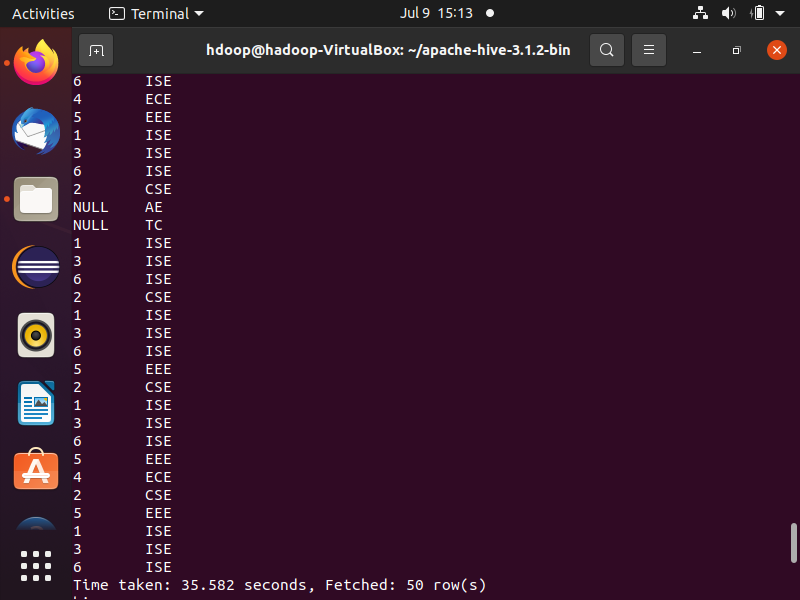 Activities Terminal Jul 9 15:13
hdoop@hadoop-VirtualBox: ~/apache-hive-3.1.2-bin
6 ISE
4 ECE
5 EEE
1 ISE
3 ISE
6 ISE
2 CSE
NULL AE
NULL TC
1 ISE
3 ISE
6 ISE
2 CSE
1 ISE
3 ISE
6 ISE
5 EEE
2 CSE
1 ISE
3 ISE
6 ISE
5 EEE
4 ECE
2 CSE
5 EEE
1 ISE
3 ISE
6 ISE
Time taken: 35.582 seconds, Fetched: 50 row(s)